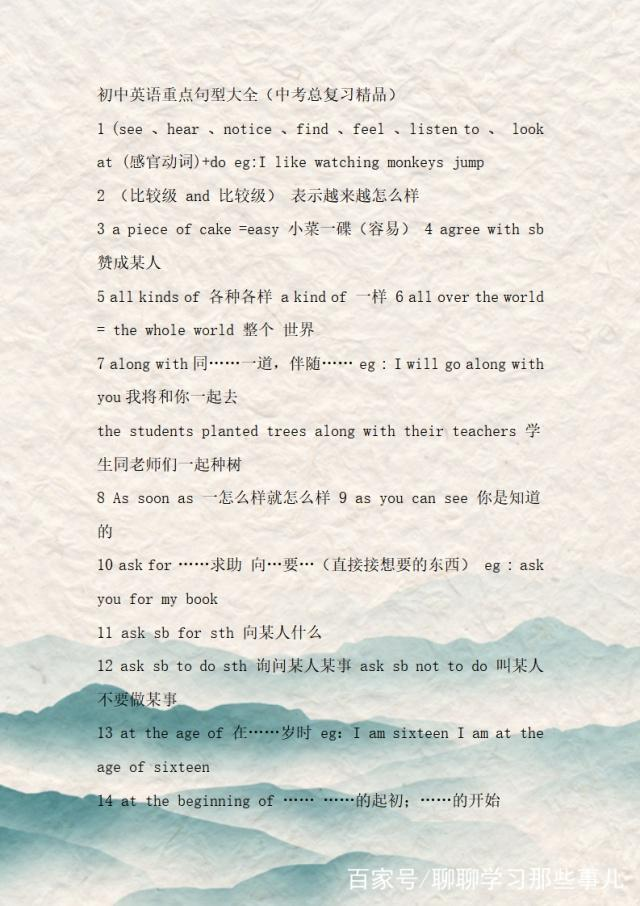 初中英语重点句型大全（中考总复习精品）
1 (see 、hear 、notice 、find 、feel 、listen to 、 look
at (感官动词)+do eg:I like watching monkeys jump
2 （比较级 and 比较级） 表示越来越怎么样
3 a piece of cake =easy 小菜一碟（容易） 4 agree with sb
赞成某人
5 all kinds of 各种各样 a kind of 一样 6 all over the world
= the whole world 整个 世界
7 along with 同……一道，伴随…… eg : I will go along with
you 我将和你一起去
the students planted trees along with their teachers 学
生同老师们一起种树
8 As soon as 一怎么样就怎么样 9 as you can see 你是知道
的
10 ask for ……求助 向…要…（直接接想要的东西） eg : ask
you for my book
11 ask sb for sth 向某人什么
12 ask sb to do sth 询问某人某事 ask sb not to do 叫某人
不要做某事
13 at the age of 在……岁时 eg：I am sixteen I am at the
age of sixteen
14 at the beginning of …… ……的起初；……的开始
百家号/聊聊学习那些事儿